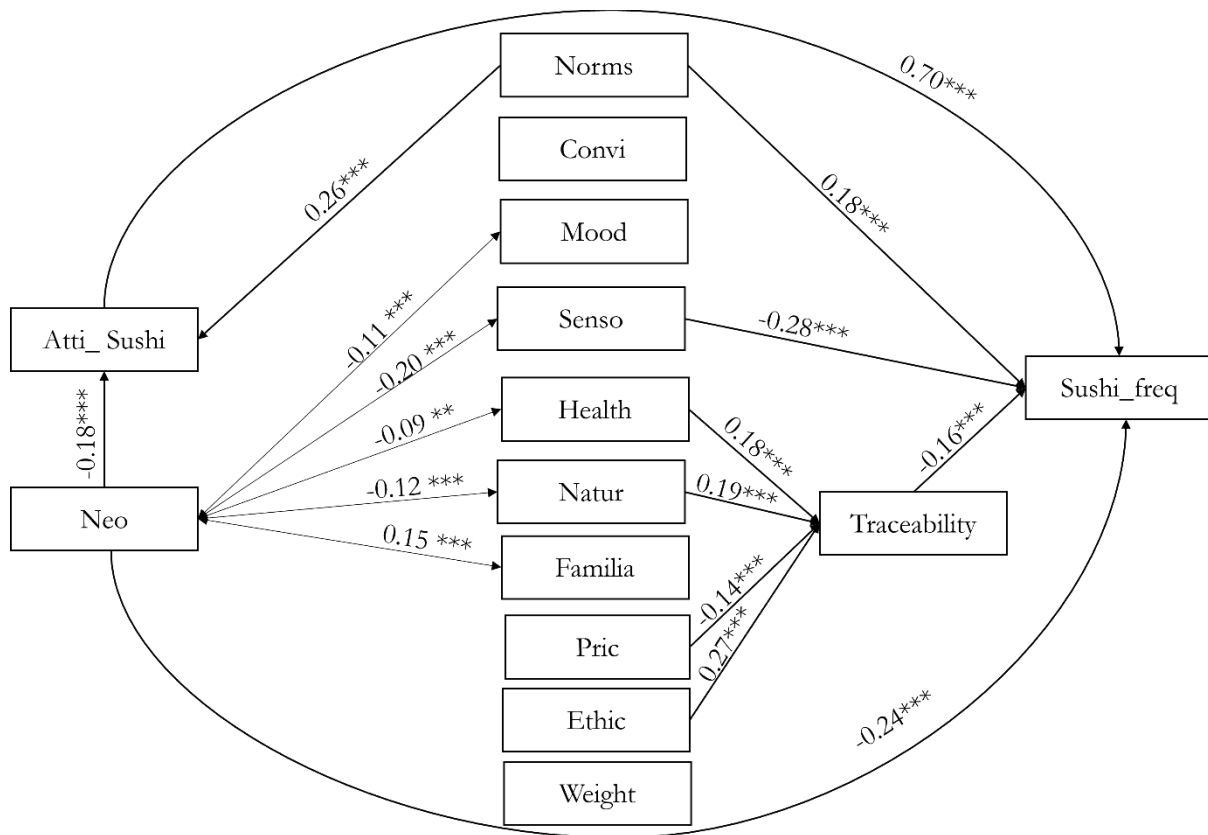 Norms
0.70***
Convi
0.26***
0.18***
Mood
Atti_ Sushi
-0.11 ***
Senso
-0.28***
-0.20 ***
Sushi_freq
-0.18***
-0.09 **
Health
0.18***
-0.16***
Neo
-0.12 ***
Natur
0.19***
Traceability
0.15 ***
Familia
-0.14***
Pric
0.27***
Ethic
-0.24***
Weight